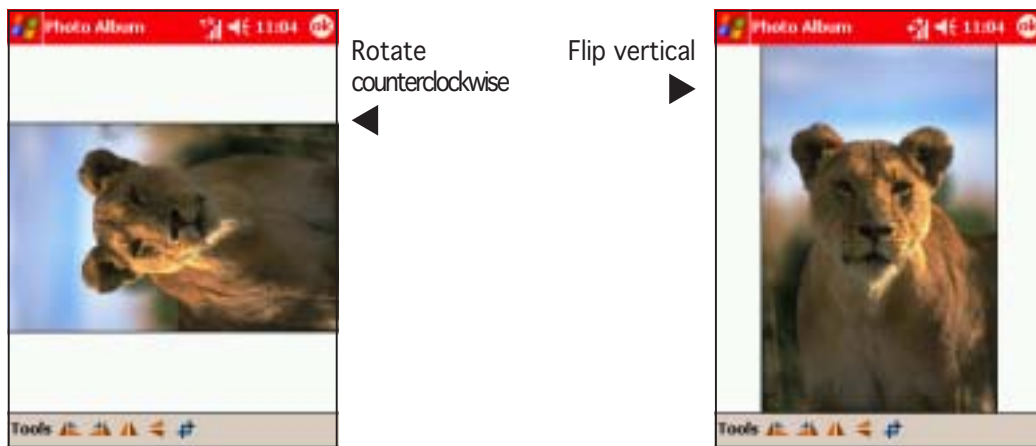 Photo Album 11:04 ok
Rotate
counterclockwise
Tools
Flip vertical
Photo Album 11:04 ok
Tools